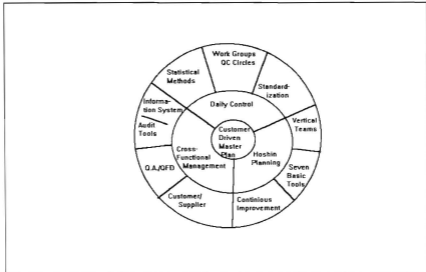 Work Groups
QC Circles
Statistical
Methods
Standard-
ization
Informa-
tion System
Daily Control
Vertical
Teams
Audit
Tools
Customer
Driven
Master
Plan
Cross-
Functional
Management
Hoshin
Planning
Seven
Basic
Tools
Q.A./QFD
Customer/
Supplier
Continious
Improvement